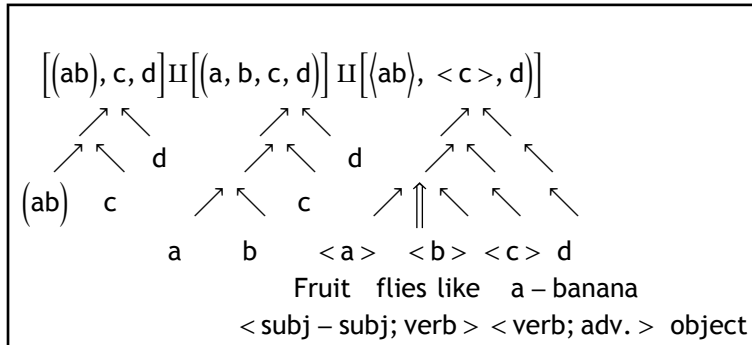 [(ab), c, d]⨿[(a, b, c, d)] ⨿[⟨ab⟩, < c >, d)]
d d
(ab) c c
a b < a > < b > < c > d
Fruit flies like a – banana
< subj – subj; verb > < verb; adv. > object